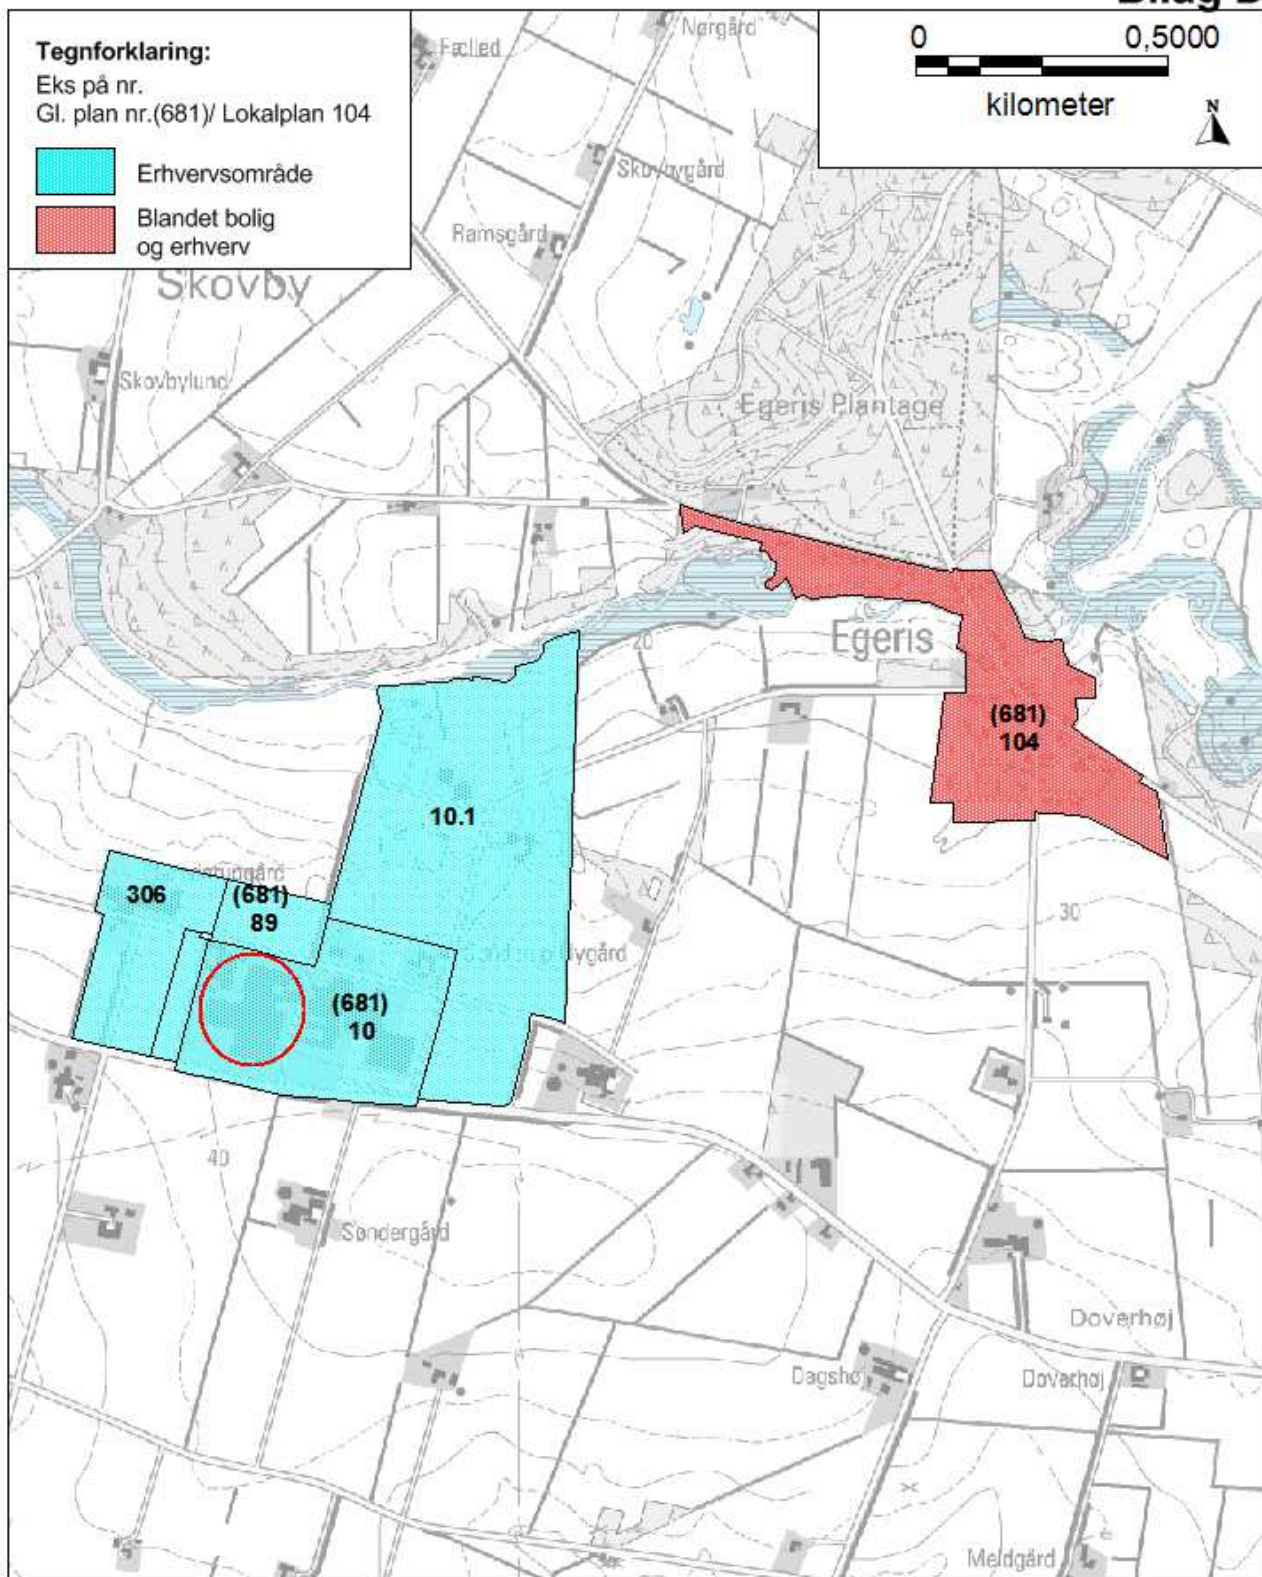 Tegnforklaring:
Eks på nr.
Gl. plan nr.(681)/ Lokalplan 104
Erhvervsområde
Blandet bolig
og erhverv
0 0,5000
kilometer
N
Fælled
Nørgård
Skovbygård
Ramsgård
Skovby
Skovbylund
Egeris Plantage
Egeris
20
(681)
104
10.1
306
(681)
89
(681)
10
30
40
Søndergård
Doverhøj
Dagshøj
Doverhøj
Meldgård